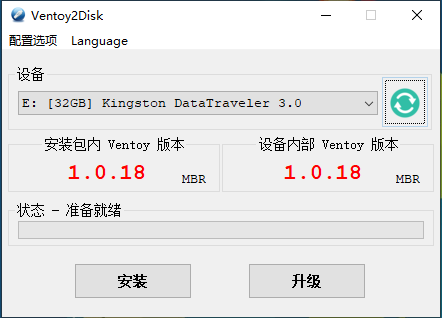 Ventoy2Disk
配置选项 Language
设备
E: [32GB] Kingston DataTraveler 3.0
安装包内 Ventoy 版本 设备内部 Ventoy 版本
1.0.18 MBR 1.0.18 MBR
状态 - 准备就绪
安装 升级